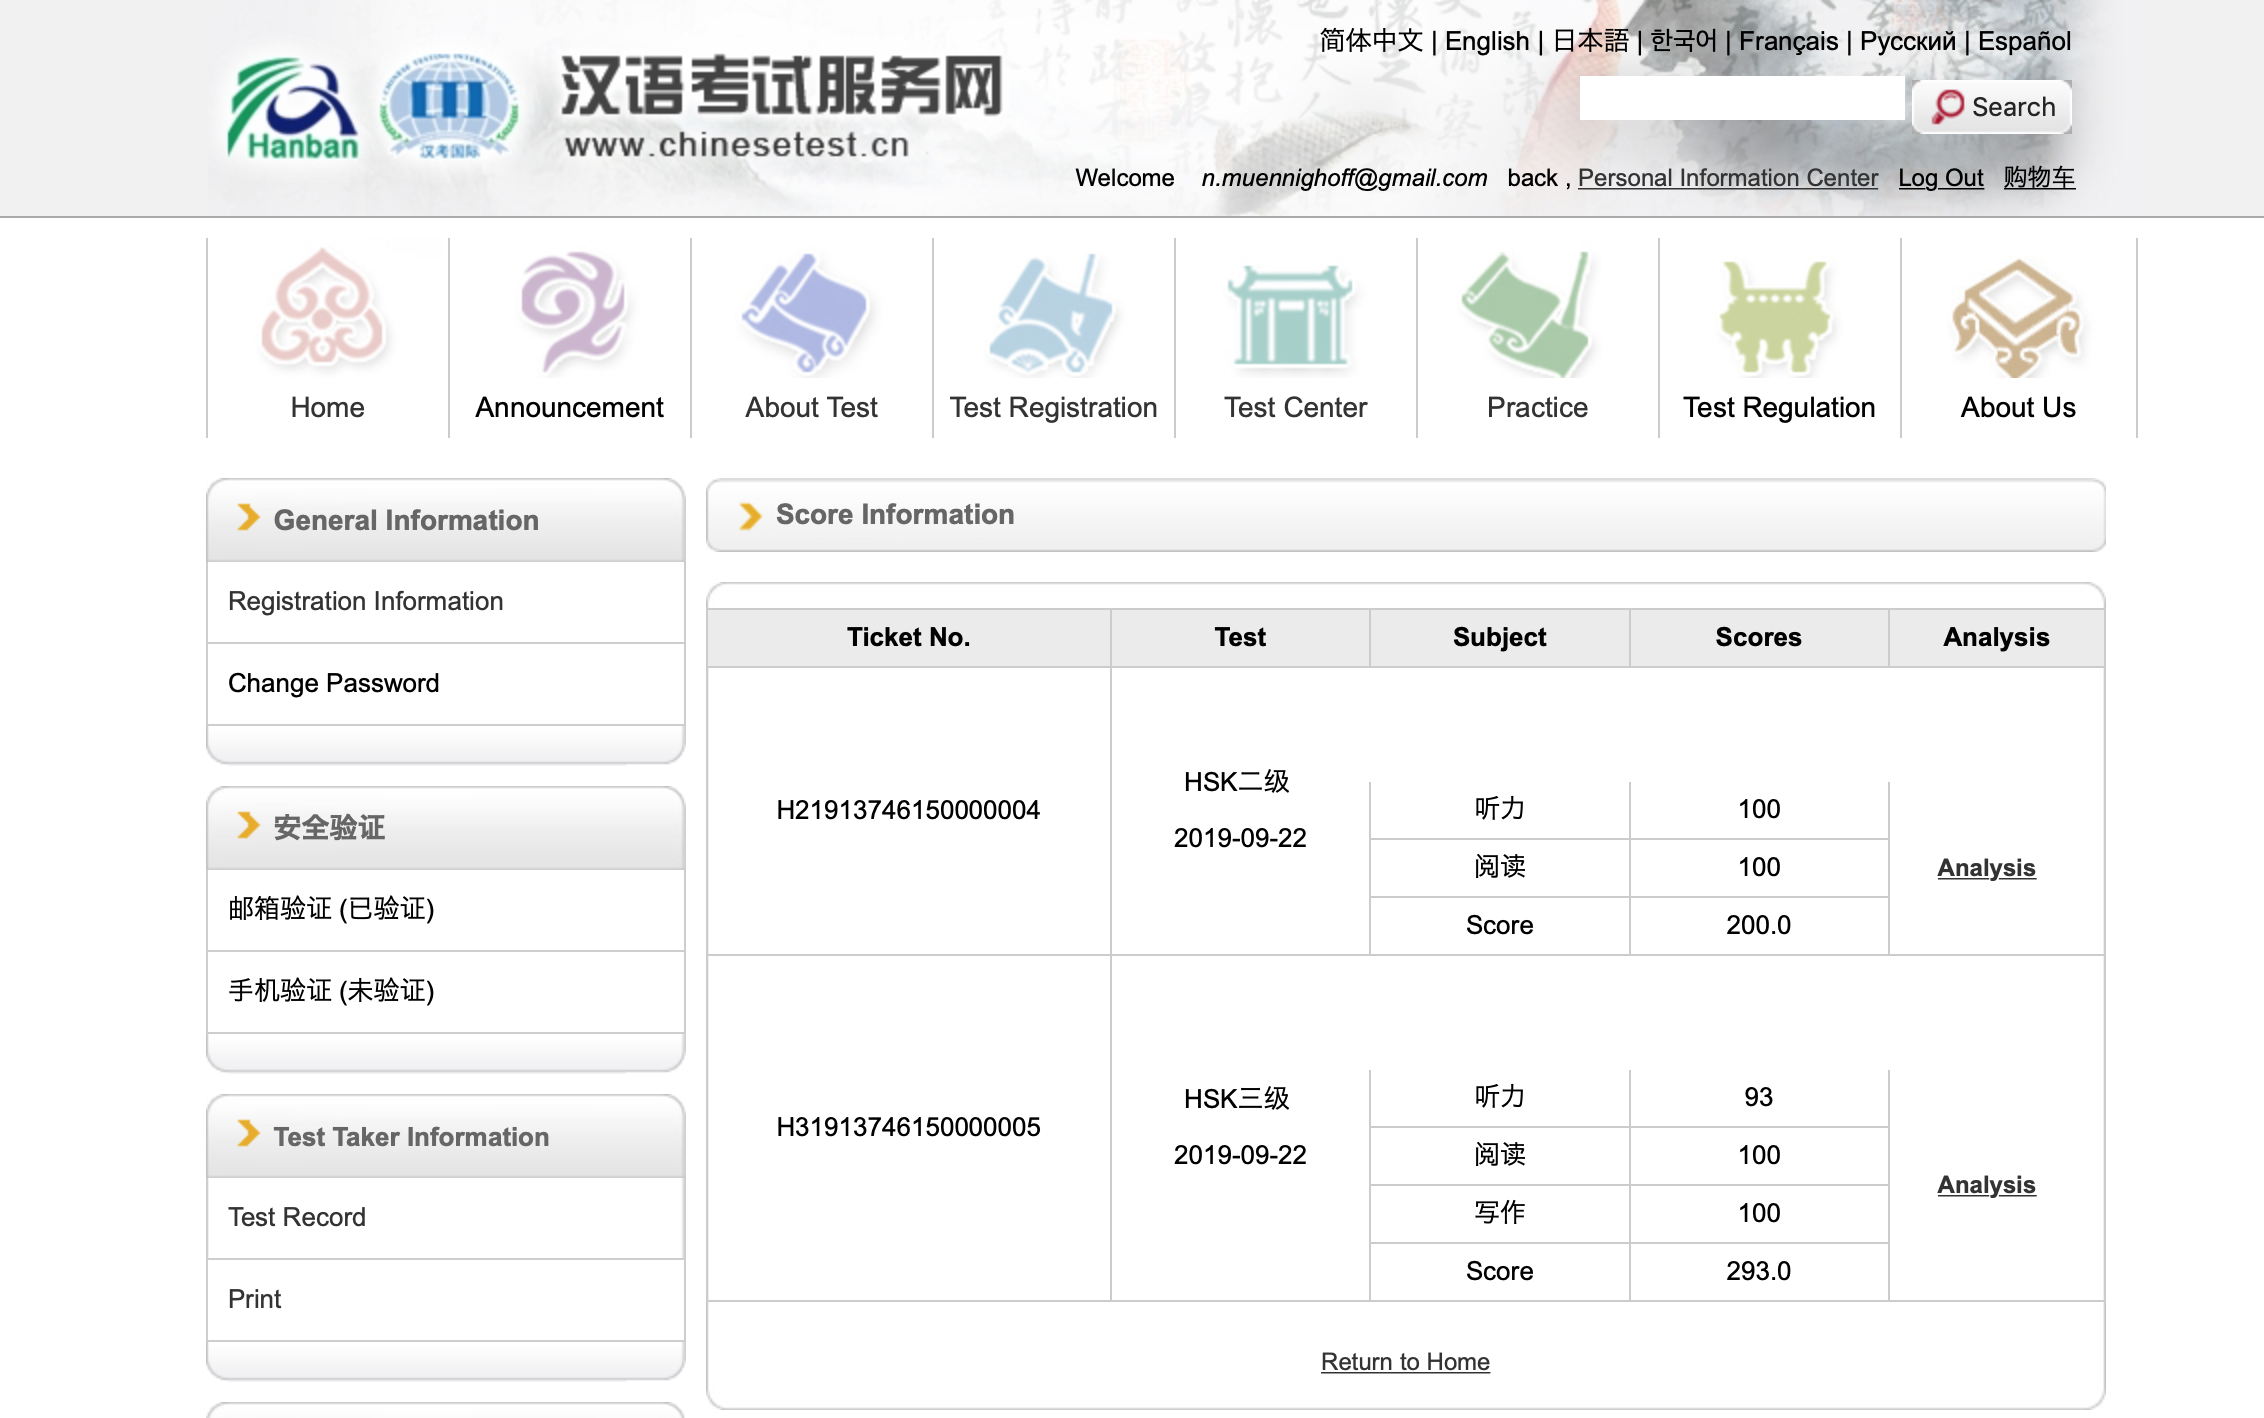 简体中文 | English | 日本語 | 한국어 | Français | Русский | Español
Hanban
汉考国际
汉语考试服务网
www.chinesetest.cn
Search
Welcome n.muennighoff@gmail.com back , Personal Information Center Log Out 购物车
Home Announcement About Test Test Registration Test Center Practice Test Regulation About Us
General Information
Registration Information
Change Password
安全验证
邮箱验证 (已验证)
手机验证 (未验证)
Test Taker Information
Test Record
Print
Score Information
Ticket No. Test Subject Scores Analysis
H21913746150000004
HSK二级
2019-09-22
听力 100
阅读 100
Score 200.0
Analysis
H31913746150000005
HSK三级
2019-09-22
听力 93
阅读 100
写作 100
Score 293.0
Analysis
Return to Home